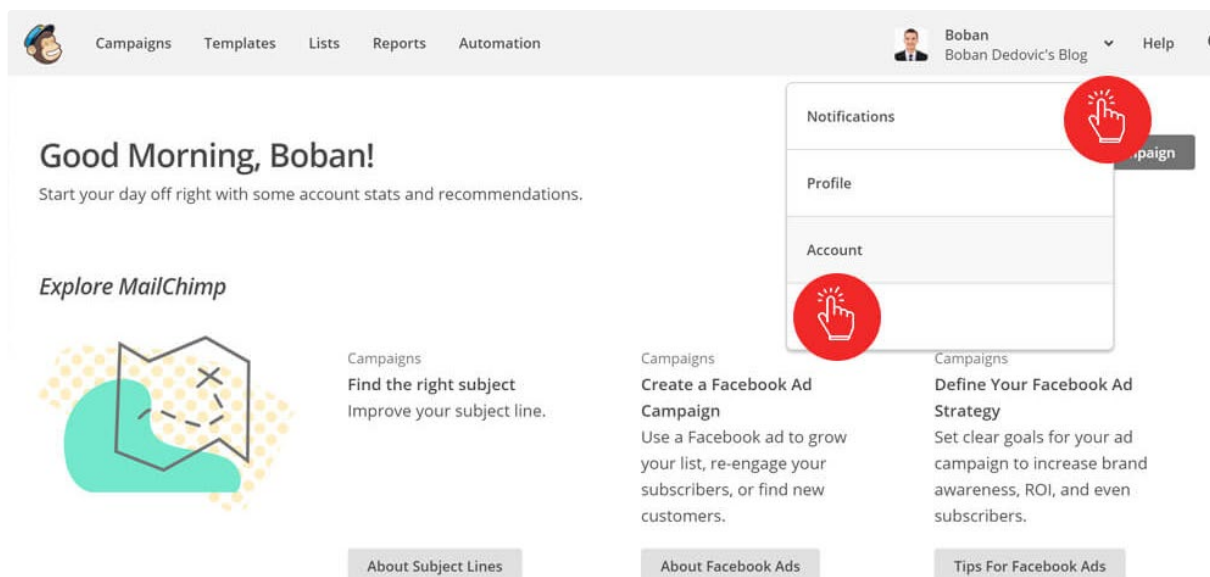 Campaigns Templates Lists Reports Automation
Boban
Boban Dedovic's Blog
Help
Notifications
Profile
Account
Good Morning, Boban!
Start your day off right with some account stats and recommendations.
Explore MailChimp
Campaigns
Find the right subject
Improve your subject line.
About Subject Lines
Campaigns
Create a Facebook Ad
Campaign
Use a Facebook ad to grow
your list, re-engage your
subscribers, or find new
customers.
About Facebook Ads
Campaigns
Define Your Facebook Ad
Strategy
Set clear goals for your ad
campaign to increase brand
awareness, ROI, and even
subscribers.
Tips For Facebook Ads